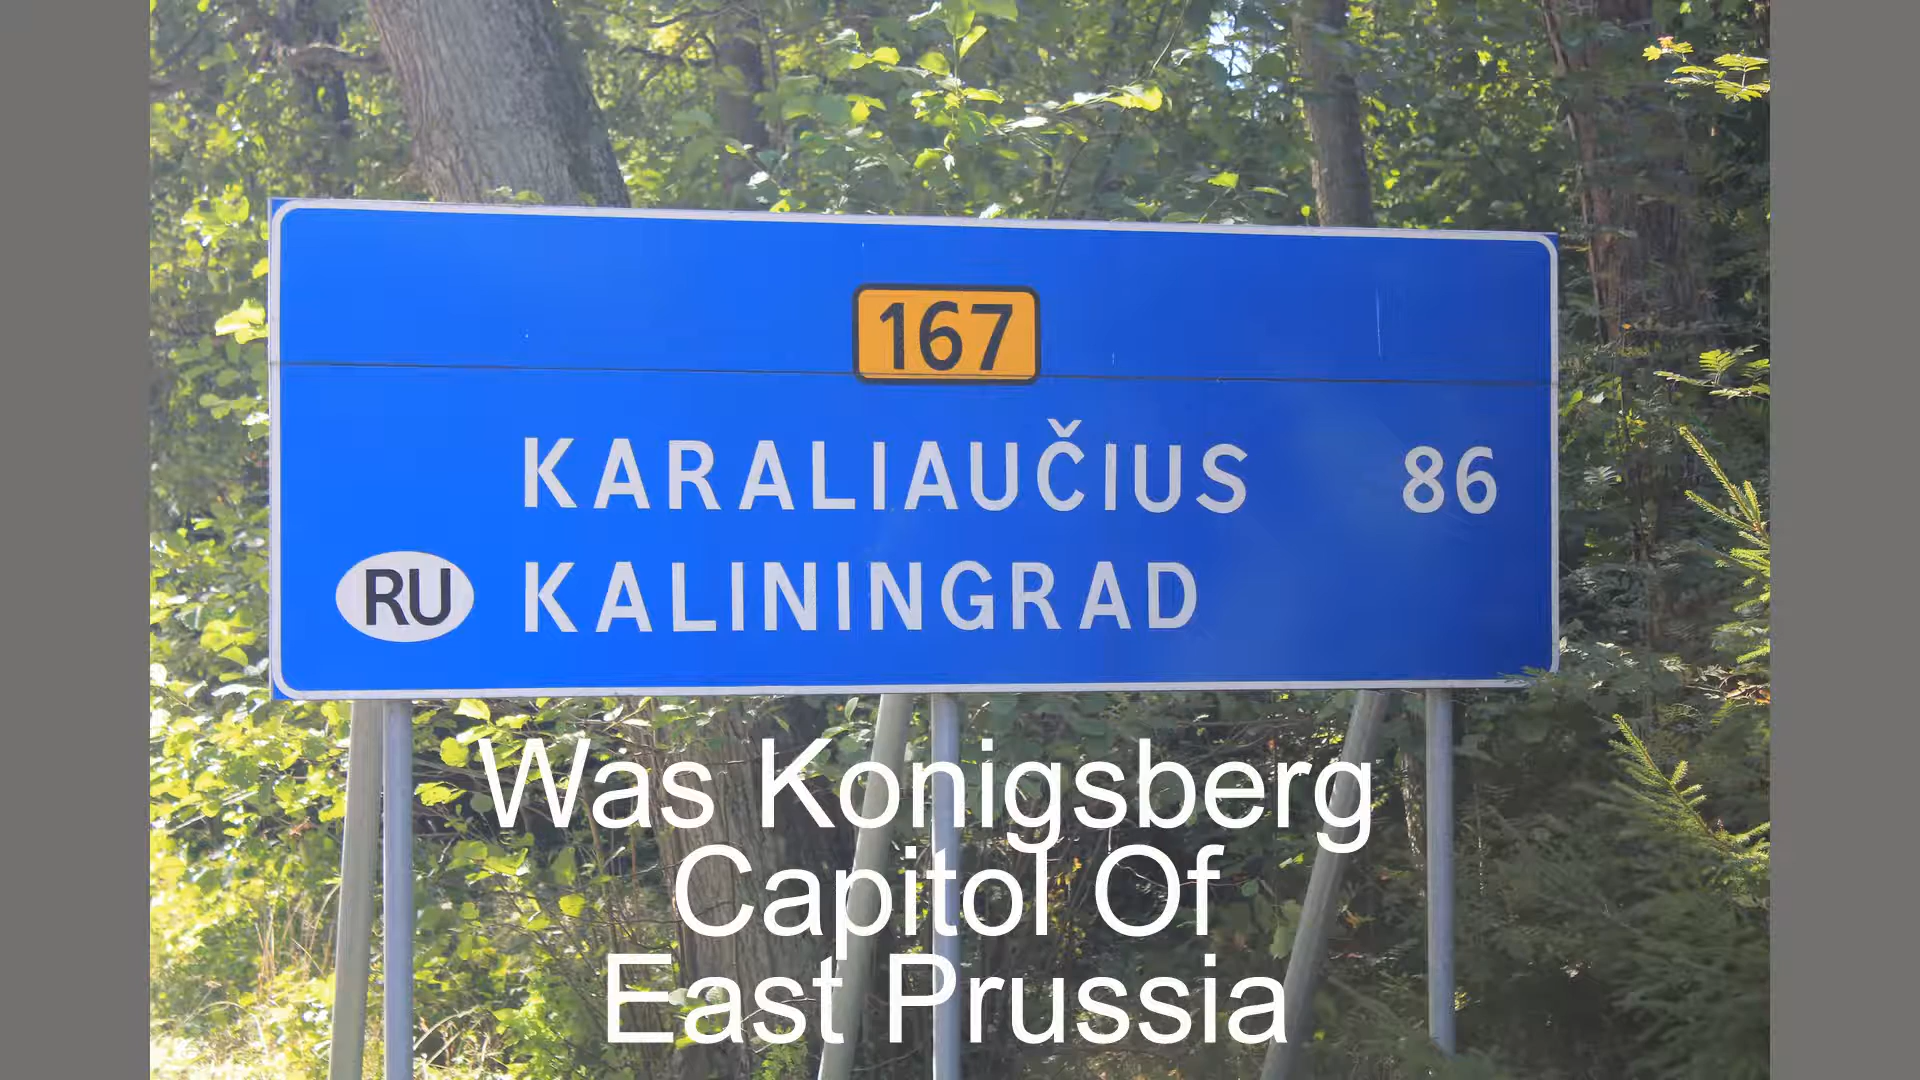 167
KARALIAUČIUS 86
RU KALININGRAD
Was Konigsberg
Capitol Of
East Prussia